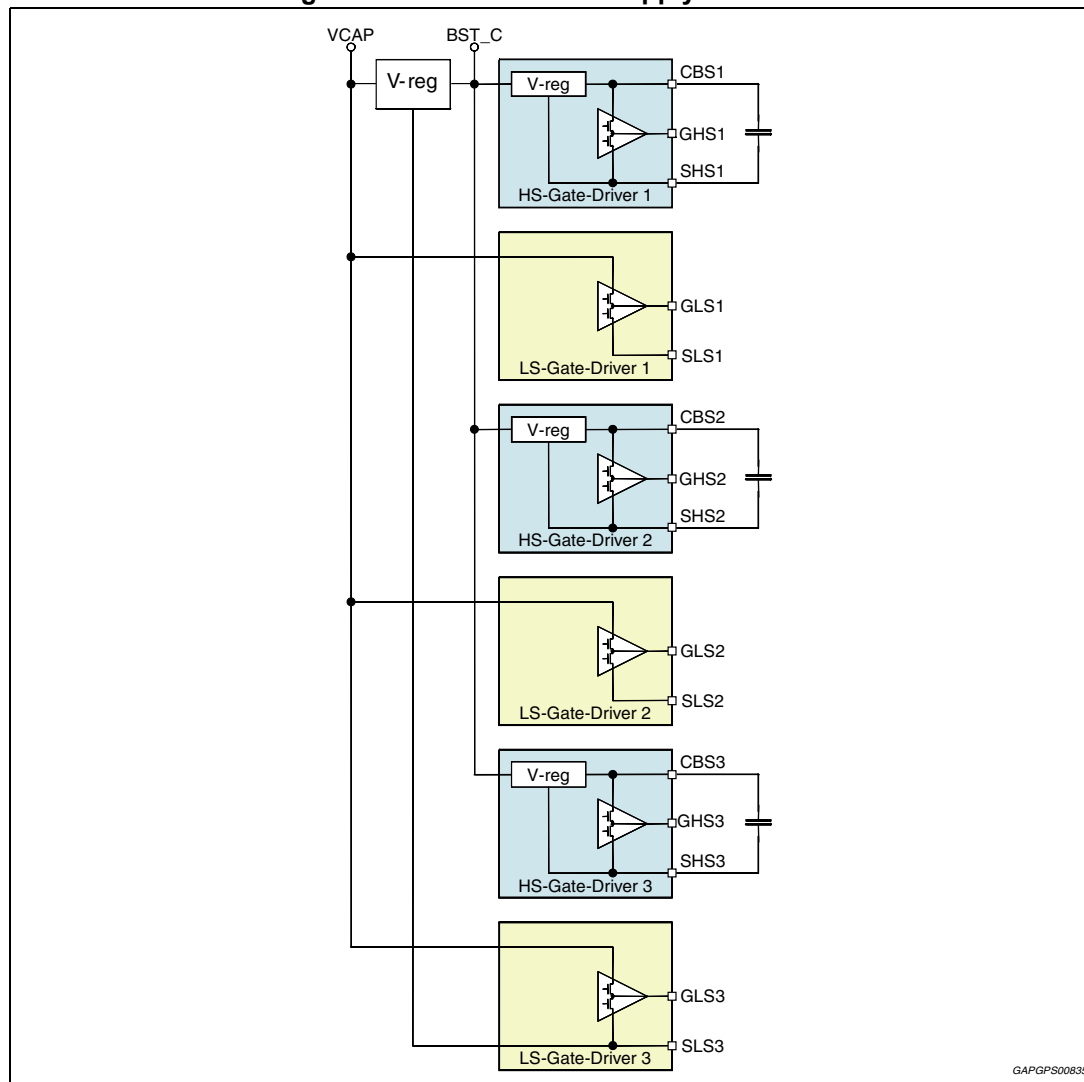 VCAP
BST_C
V-reg
V-reg
CBS1
GHS1
SHS1
HS-Gate-Driver 1
GLS1
SLS1
LS-Gate-Driver 1
V-reg
CBS2
GHS2
SHS2
HS-Gate-Driver 2
GLS2
SLS2
LS-Gate-Driver 2
V-reg
CBS3
GHS3
SHS3
HS-Gate-Driver 3
GLS3
SLS3
LS-Gate-Driver 3